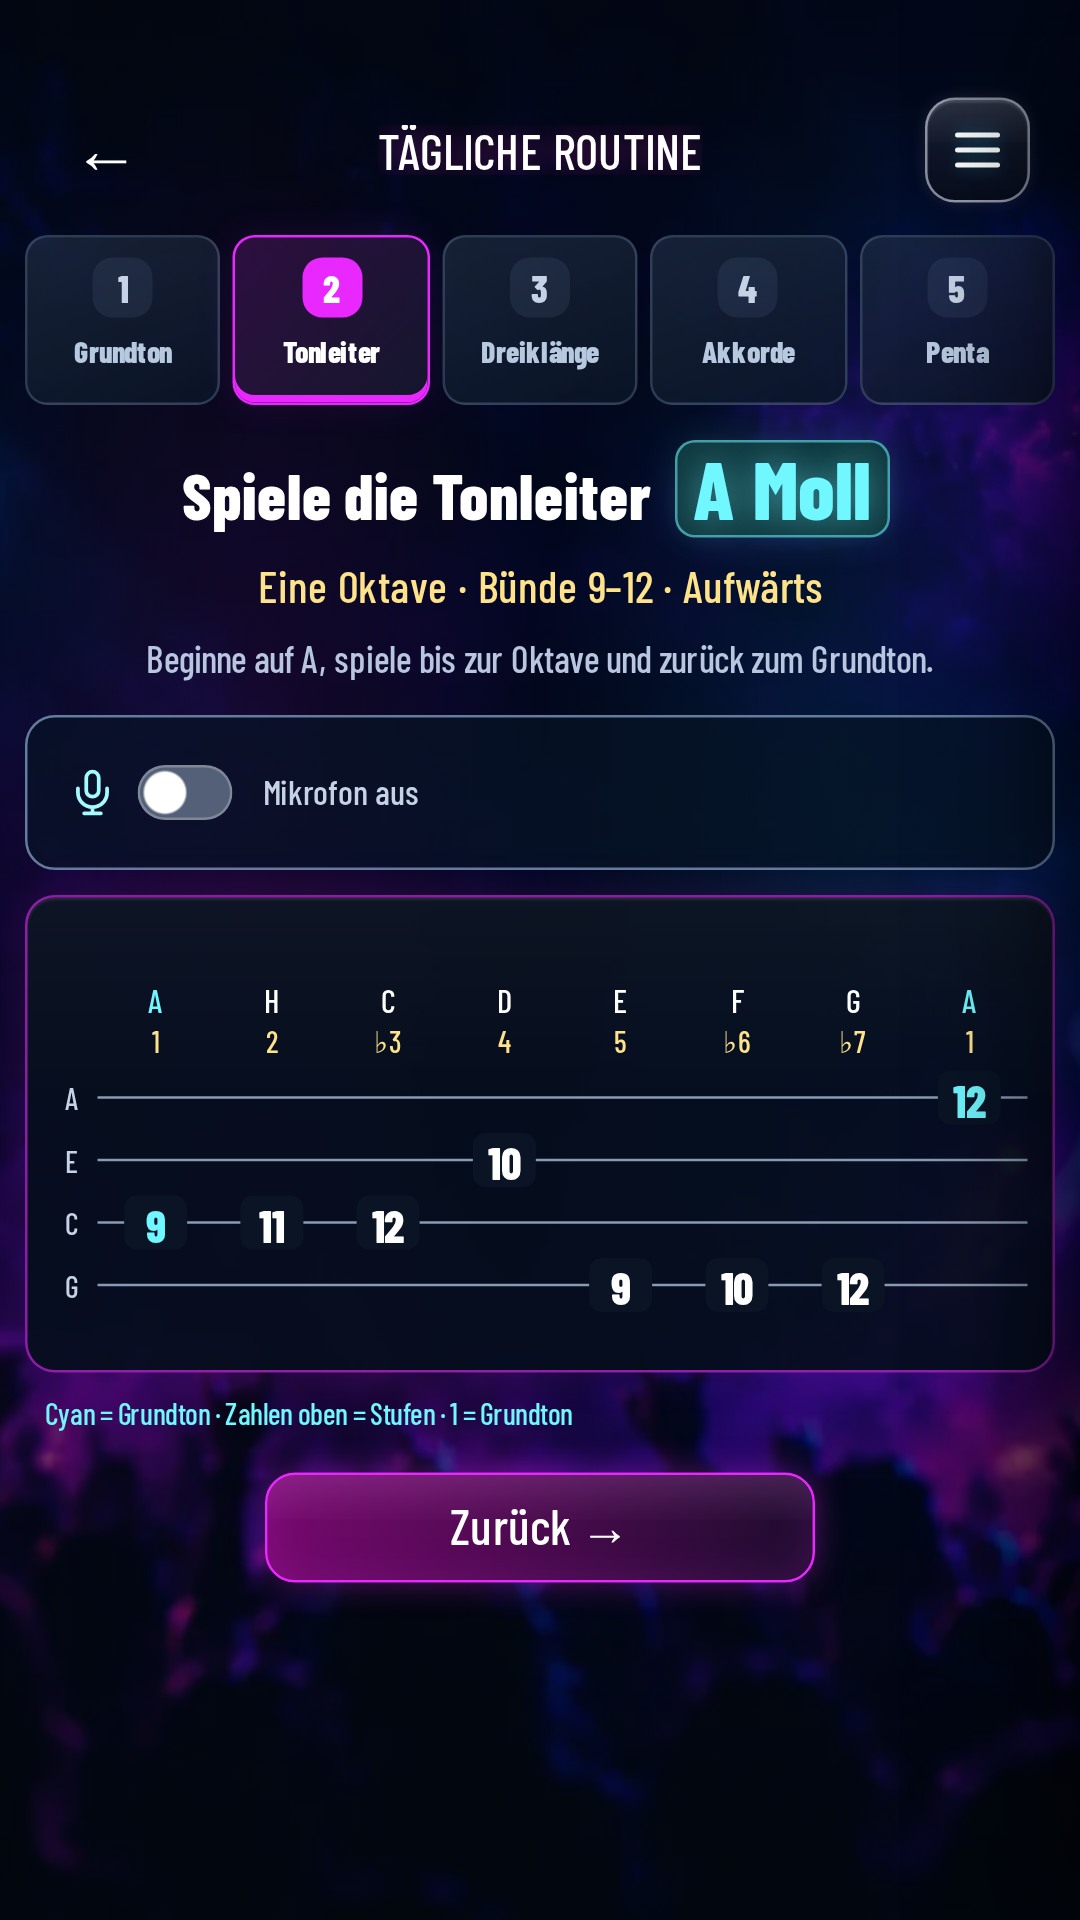 ← TÄGLICHE ROUTINE
1 2 3 4 5
Grundton Tonleiter Dreiklänge Akkorde Penta
Spiele die Tonleiter A Moll
Eine Oktave · Bünde 9–12 · Aufwärts
Beginne auf A, spiele bis zur Oktave und zurück zum Grundton.
Mikrofon aus
A H C D E F G A
1 2 ♭3 4 5 ♭6 ♭7 1
A 12
E 10
C 9 11 12
G 9 10 12
Cyan = Grundton · Zahlen oben = Stufen · 1 = Grundton
Zurück →